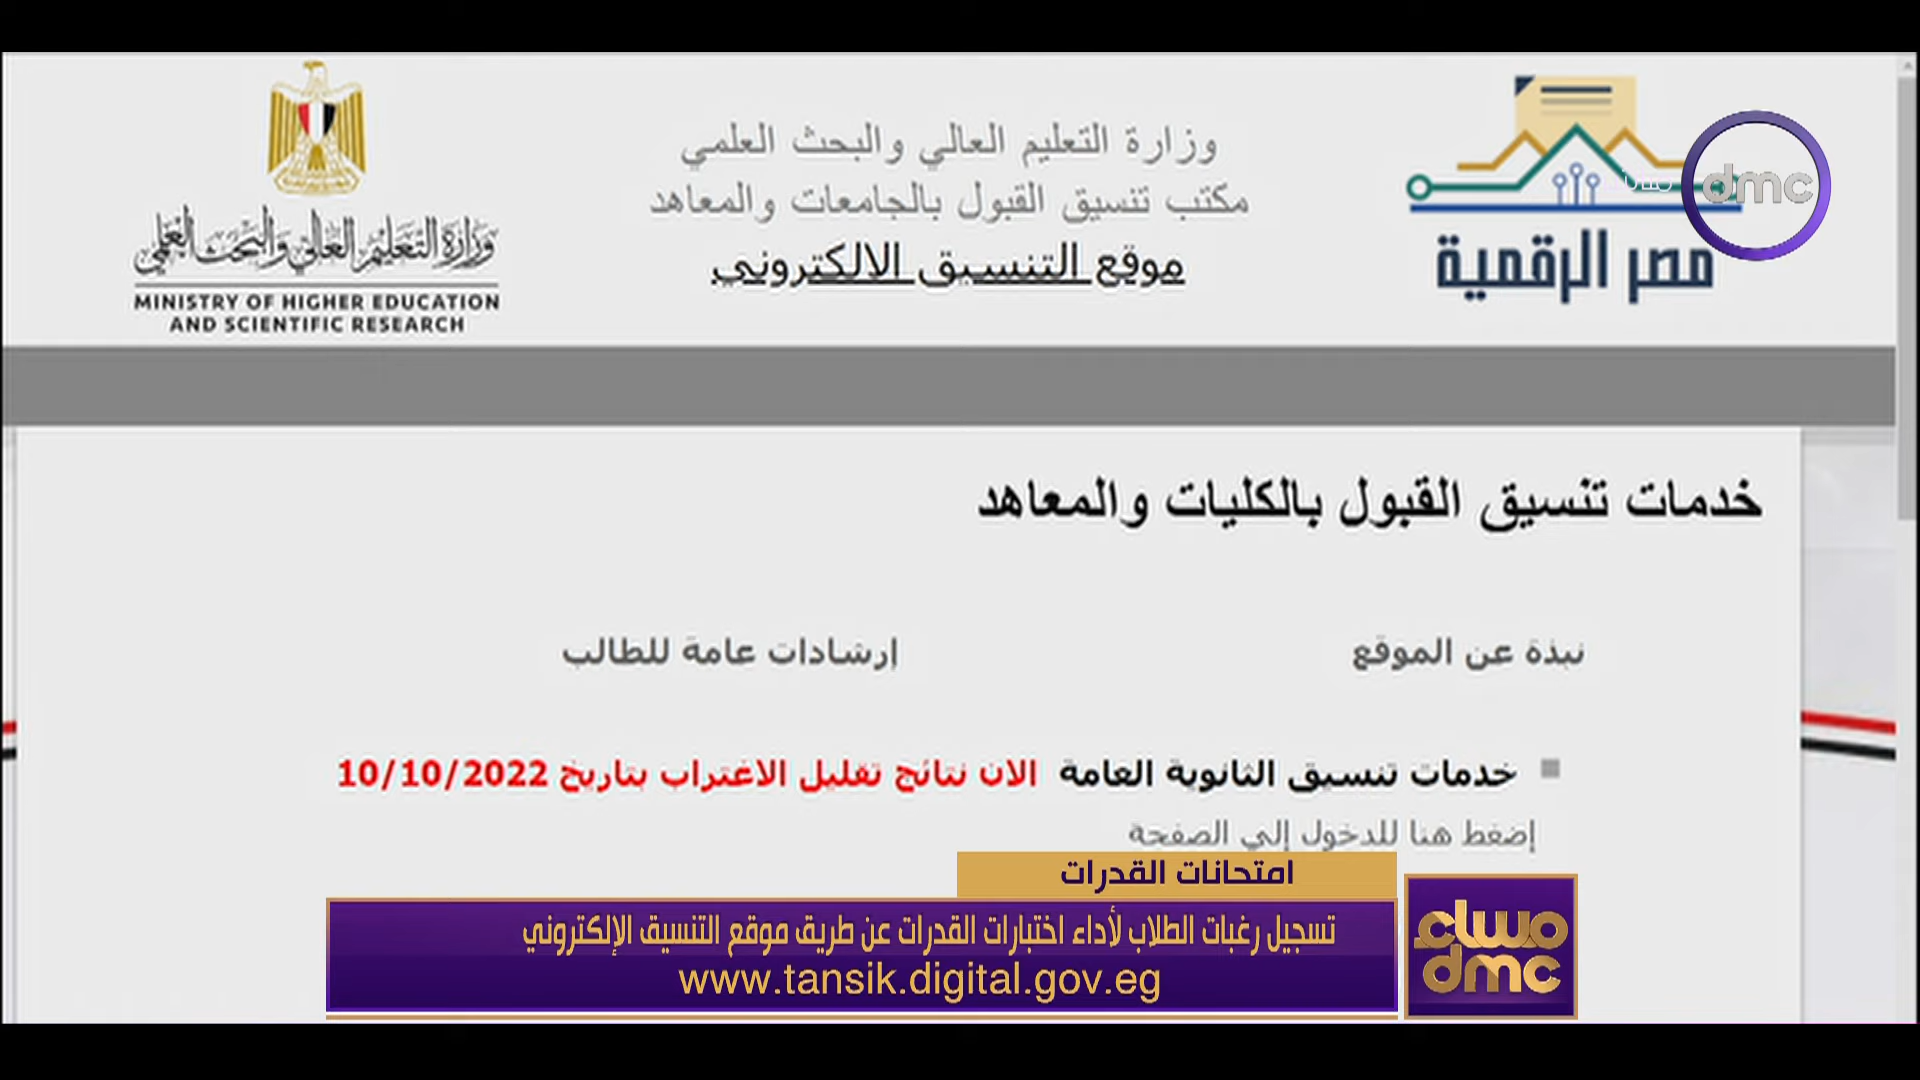 وزارة التعليم العالي والبحث العلمي
مكتب تنسيق القبول بالجامعات والمعاهد
موقع التنسيق الالكتروني
مصر الرقمية
dmc
وزارة التعليم العالي والبحث العلمي
MINISTRY OF HIGHER EDUCATION
AND SCIENTIFIC RESEARCH
خدمات تنسيق القبول بالكليات والمعاهد
نبذة عن الموقع
إرشادات عامة للطالب
خدمات تنسيق الثانوية العامة الان نتائج تقليل الاغتراب بتاريخ 10/10/2022
إضغط هنا للدخول إلي الصفحة
امتحانات القدرات
تسجيل رغبات الطلاب لأداء اختبارات القدرات عن طريق موقع التنسيق الإلكتروني
www.tansik.digital.gov.eg
مساء
dmc